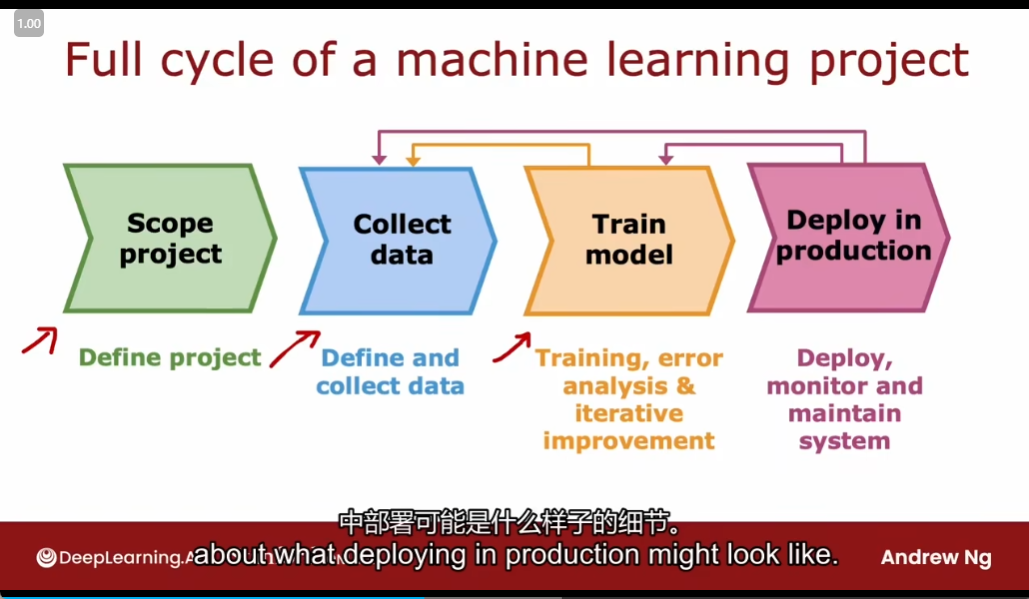 1.00
Full cycle of a machine learning project
Scope
project
Collect
data
Train
model
Deploy in
production
Define project
Define and
collect data
Training, error
analysis &
iterative
improvement
Deploy,
monitor and
maintain
system
中部署可能是什么样子的细节。
DeepLearning.A
about what deploying in production might look like.
Andrew Ng